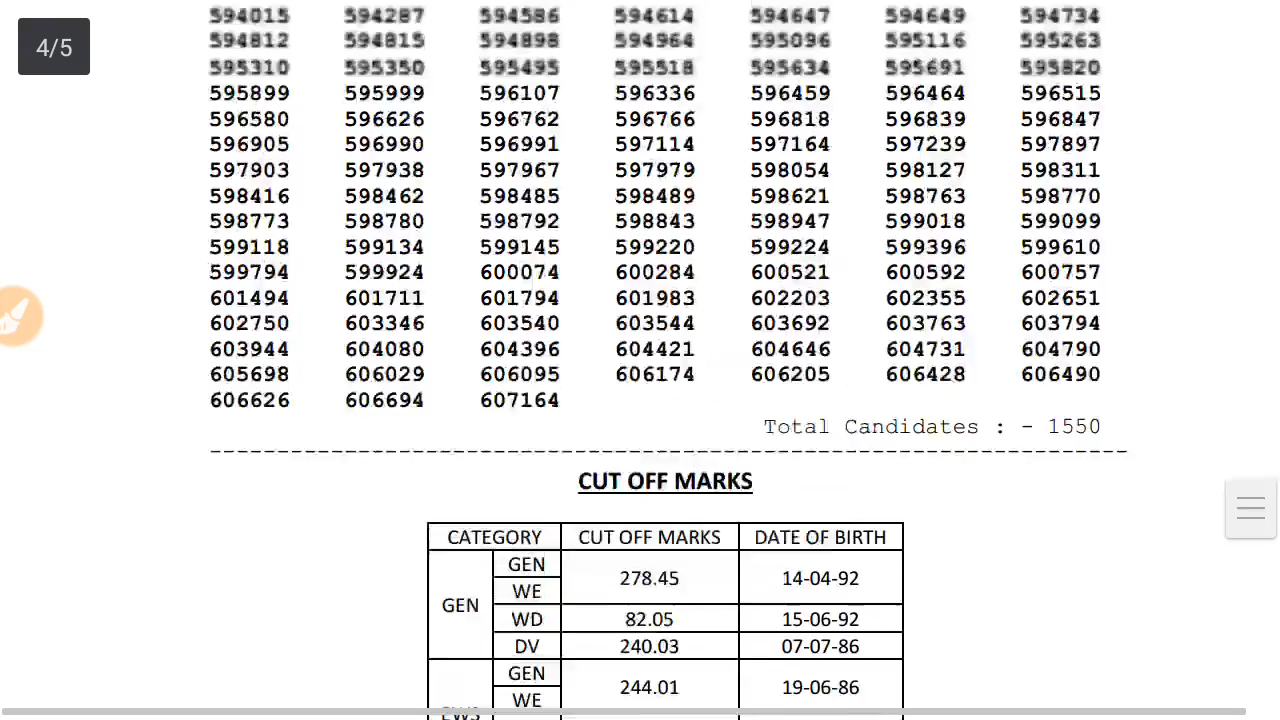 4/5
594015 594287 594586 594614 594647 594649 594734
594812 594815 594898 594964 595096 595116 595263
595310 595350 595495 595518 595634 595691 595820
595899 595999 596107 596336 596459 596464 596515
596580 596626 596762 596766 596818 596839 596847
596905 596990 596991 597114 597164 597239 597897
597903 597938 597967 597979 598054 598127 598311
598416 598462 598485 598489 598621 598763 598770
598773 598780 598792 598843 598947 599018 599099
599118 599134 599145 599220 599224 599396 599610
599794 599924 600074 600284 600521 600592 600757
601494 601711 601794 601983 602203 602355 602651
602750 603346 603540 603544 603692 603763 603794
603944 604080 604396 604421 604646 604731 604790
605698 606029 606095 606174 606205 606428 606490
606626 606694 607164
Total Candidates : - 1550
CUT OFF MARKS
CATEGORY CUT OFF MARKS DATE OF BIRTH
GEN GEN 278.45 14-04-92
WE
WD 82.05 15-06-92
DV 240.03 07-07-86
EWS GEN 244.01 19-06-86
WE